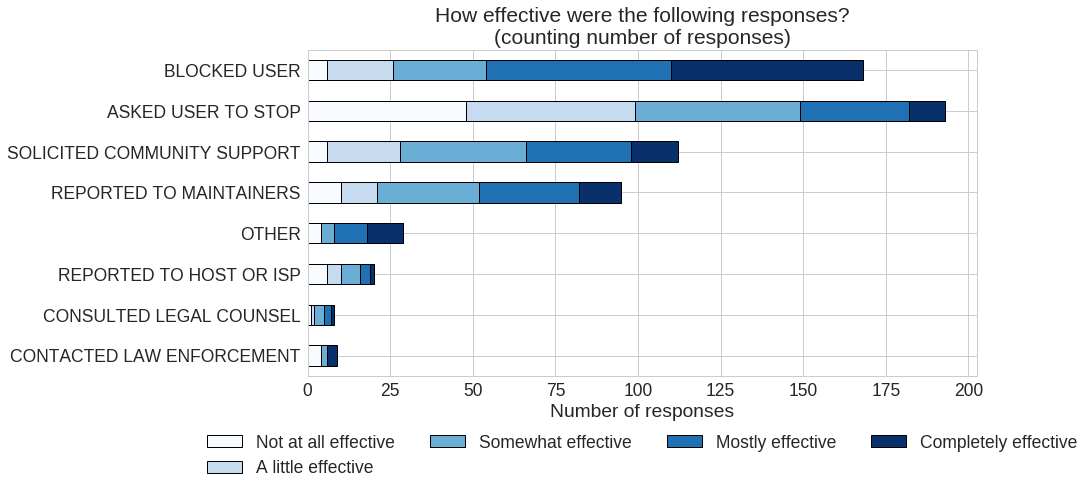 How effective were the following responses?
(counting number of responses)
BLOCKED USER
ASKED USER TO STOP
SOLICITED COMMUNITY SUPPORT
REPORTED TO MAINTAINERS
OTHER
REPORTED TO HOST OR ISP
CONSULTED LEGAL COUNSEL
CONTACTED LAW ENFORCEMENT
0 25 50 75 100 125 150 175 200
Number of responses
Not at all effective Somewhat effective Mostly effective Completely effective
A little effective